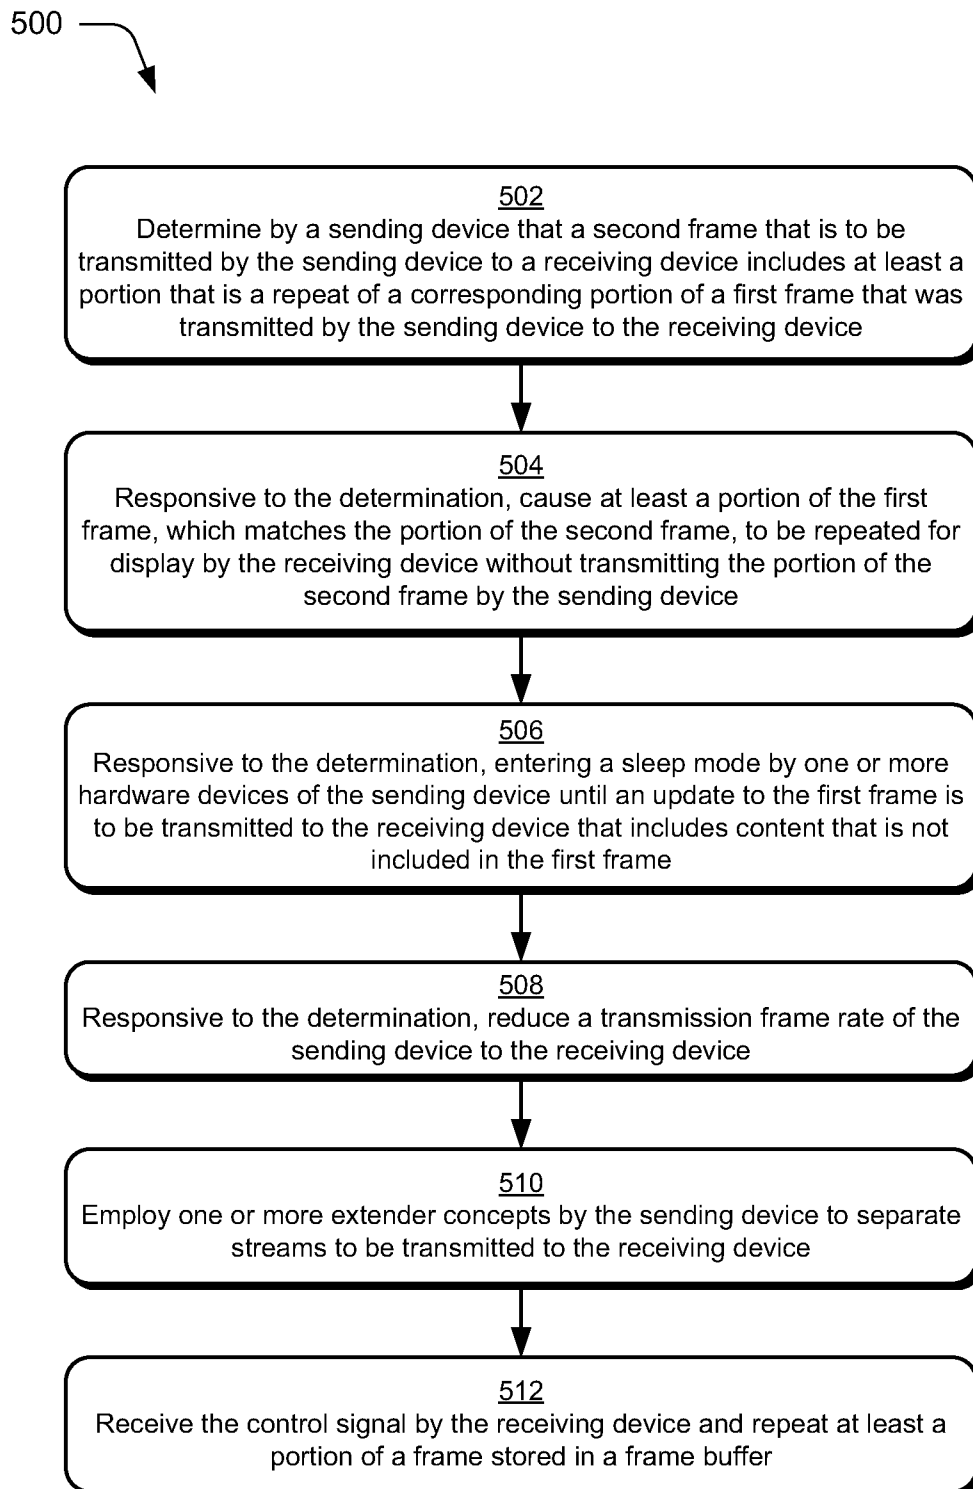 500
502
Determine by a sending device that a second frame that is to be
transmitted by the sending device to a receiving device includes at least a
portion that is a repeat of a corresponding portion of a first frame that was
transmitted by the sending device to the receiving device
504
Responsive to the determination, cause at least a portion of the first
frame, which matches the portion of the second frame, to be repeated for
display by the receiving device without transmitting the portion of the
second frame by the sending device
506
Responsive to the determination, entering a sleep mode by one or more
hardware devices of the sending device until an update to the first frame is
to be transmitted to the receiving device that includes content that is not
included in the first frame
508
Responsive to the determination, reduce a transmission frame rate of the
sending device to the receiving device
510
Employ one or more extender concepts by the sending device to separate
streams to be transmitted to the receiving device
512
Receive the control signal by the receiving device and repeat at least a
portion of a frame stored in a frame buffer